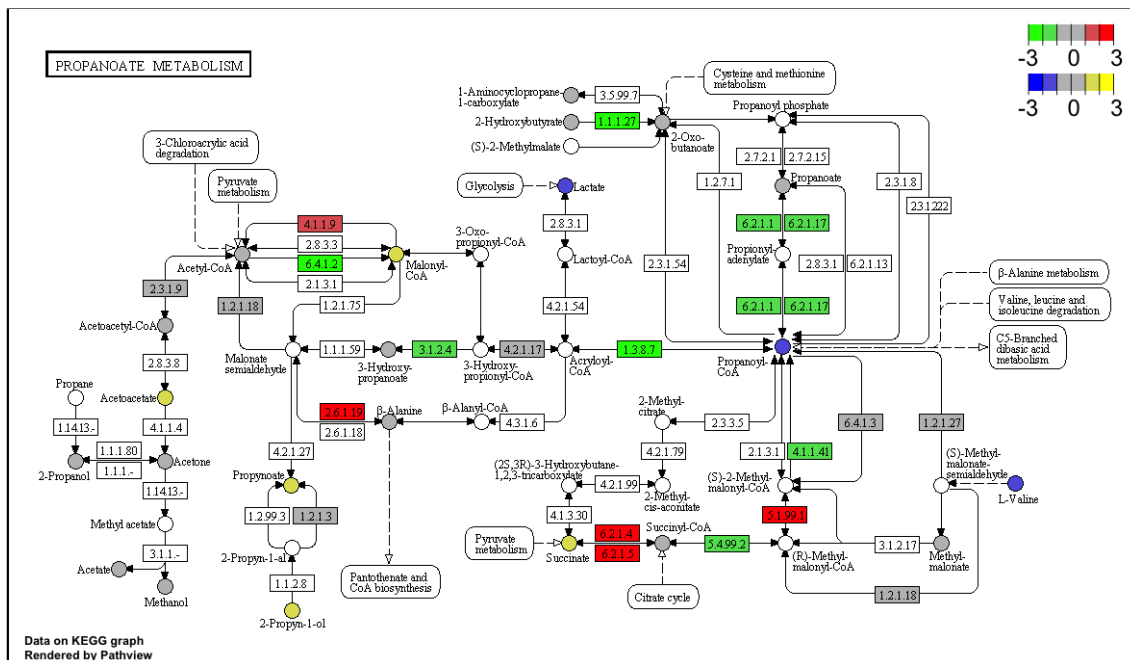 PROPANOATE METABOLISM
-3 0 3
-3 0 3
Cysteine and methionine
metabolism
1-Aminocyclopropane
1-carboxylate
3.5.99.7
Propanoyl phosphate
2-Hydroxybutyrate
1.1.1.27
2-Oxo-
butanoate
(S)-2-Methylmalate
3-Chloroacrylic acid
degradation
Pyruvate
metabolism
Glycolysis
Lactate
2.7.2.1
2.7.2.15
1.2.7.1
Propanoate
2.3.1.8
2.3.1.222
4.1.1.9
2.8.3.3
6.4.1.2
2.1.3.1
Acetyl-CoA
Malonyl-
CoA
3-Oxo-
propionyl-CoA
2.8.3.1
Lactoyl-CoA
6.2.1.1
6.2.1.17
Propionyl-
adenylate
2.3.1.54
2.8.3.1
6.2.1.13
β-Alanine metabolism
Valine, leucine and
isoleucine degradation
C5-Branched
dibasic acid
metabolism
2.3.1.9
1.2.1.18
1.2.1.75
4.2.1.54
6.2.1.1
6.2.1.17
Acetoacetyl-CoA
2.8.3.8
Malonate
semialdehyde
1.1.1.59
3-Hydroxy-
propanoate
3.1.2.4
3-Hydroxy-
propionyl-CoA
4.2.1.17
Acryloyl-CoA
1.3.8.7
Propanoyl-
CoA
Propane
Acetoacetate
1.14.13.-
4.1.1.4
2.6.1.19
2.6.1.18
β-Alanine
β-Alanyl-CoA
4.3.1.6
2-Methyl-
citrate
2.3.3.5
6.4.1.3
1.2.1.27
1.1.1.80
1.1.1.-
2-Propanol
Acetone
4.2.1.27
4.2.1.79
2.1.3.1
4.1.1.41
(S)-Methyl-
malonate-
semialdehyde
1.14.13.-
Propynoate
(2S,3R)-3-Hydroxybutane-
1,2,3-tricarboxylate
4.2.1.99
2-Methyl-
cis-aconitate
(S)-2-Methyl-
malonyl-CoA
L-Valine
Methyl acetate
1.2.99.3
1.2.1.3
4.1.3.30
5.1.99.1
3.1.1.-
2-Propyn-1-al
Pyruvate
metabolism
6.2.1.4
6.2.1.5
Succinate
Succinyl-CoA
5.4.99.2
(R)-Methyl-
malonyl-CoA
3.1.2.17
Methyl-
malonate
Acetate
Methanol
1.1.2.8
2-Propyn-1-ol
Pantothenate and
CoA biosynthesis
Citrate cycle
1.2.1.18
Data on KEGG graph
Rendered by Pathview